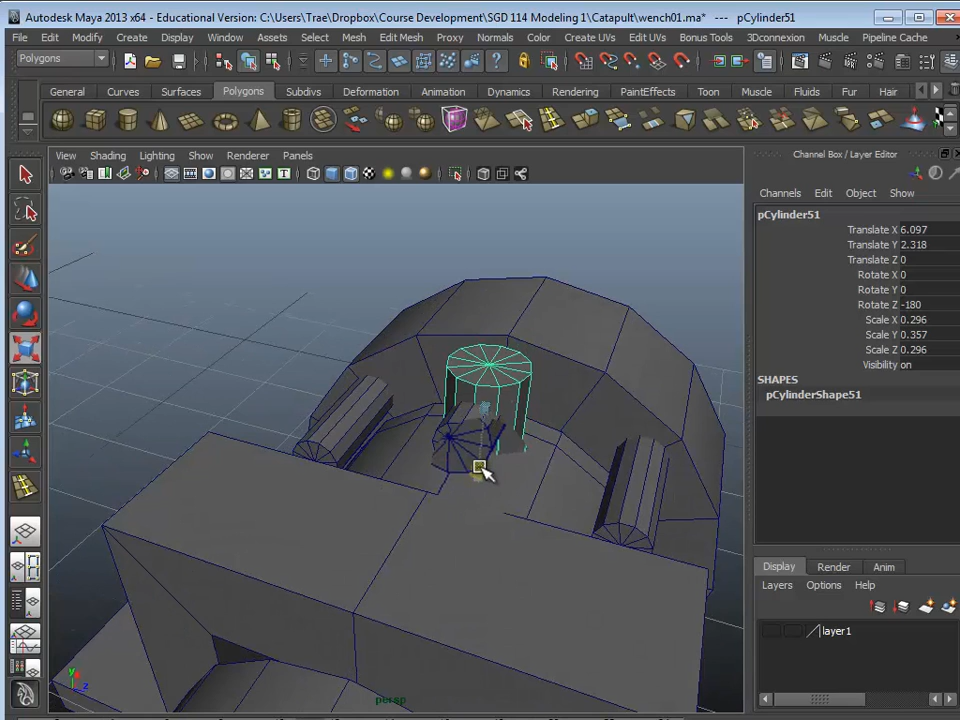 Autodesk Maya 2013 x64 - Educational Version: C:\Users\Trae\Dropbox\Course Development\SGD 114 Modeling 1\Catapult\wench01.ma* --- pCylinder51
File Edit Modify Create Display Window Assets Select Mesh Edit Mesh Proxy Normals Color Create UVs Edit UVs Bonus Tools 3Dconnexion Muscle Pipeline Cache
Polygons
General Curves Surfaces Polygons Subdivs Deformation Animation Dynamics Rendering PaintEffects Toon Muscle Fluids Fur Hair
View Shading Lighting Show Renderer Panels
Channel Box / Layer Editor
Channels Edit Object Show
pCylinder51
Translate X 6.097
Translate Y 2.318
Translate Z 0
Rotate X 0
Rotate Y 0
Rotate Z -180
Scale X 0.296
Scale Y 0.357
Scale Z 0.296
Visibility on
SHAPES
pCylinderShape51
Display Render Anim
Layers Options Help
layer1
y
z
persp